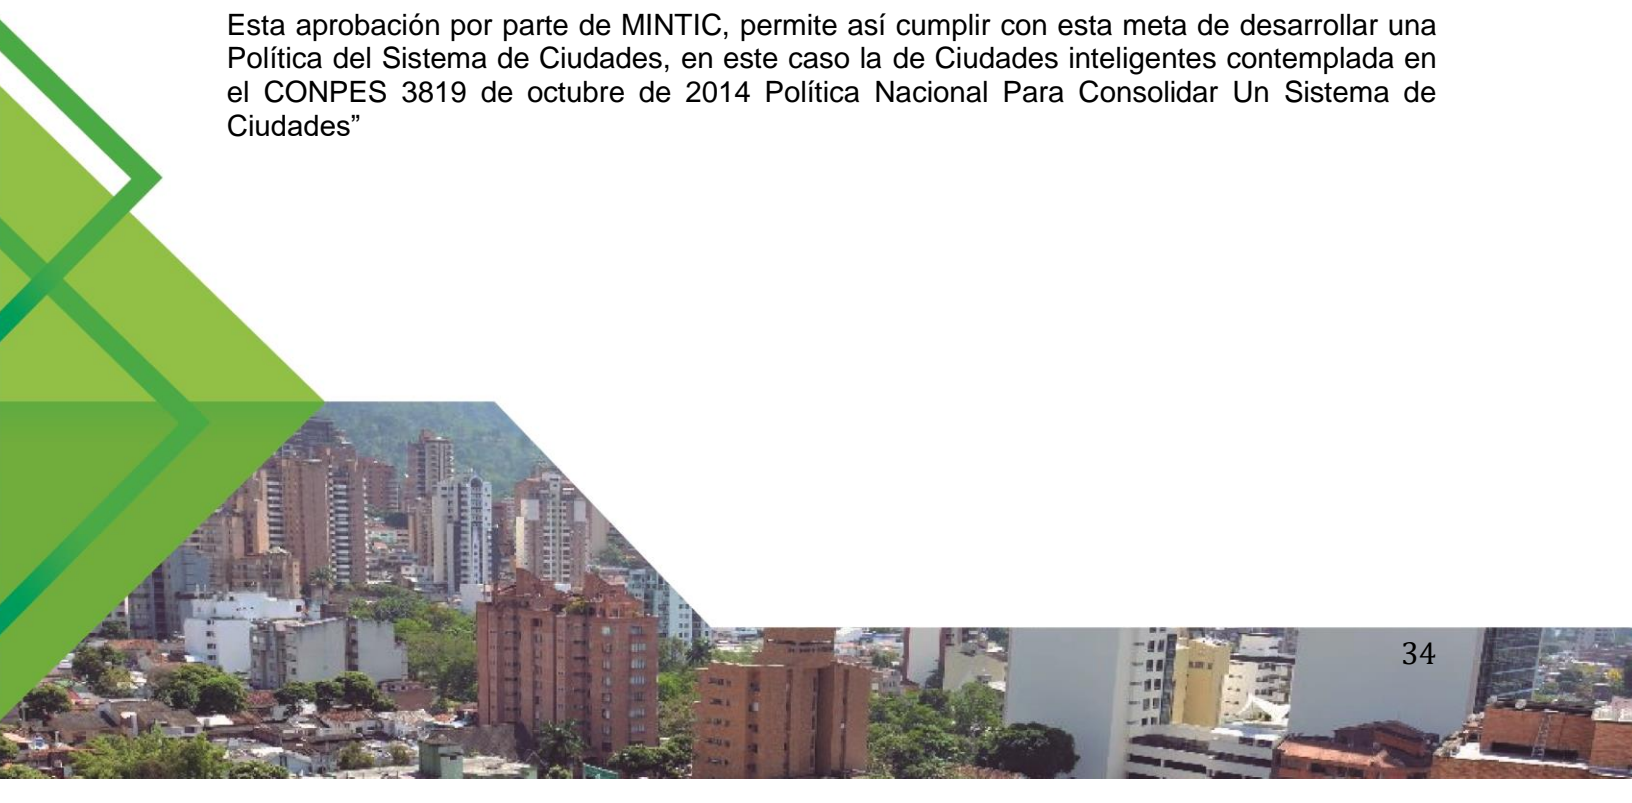 Esta aprobación por parte de MINTIC, permite así cumplir con esta meta de desarrollar una
Política del Sistema de Ciudades, en este caso la de Ciudades inteligentes contemplada en
el CONPES 3819 de octubre de 2014 Política Nacional Para Consolidar Un Sistema de
Ciudades”
34